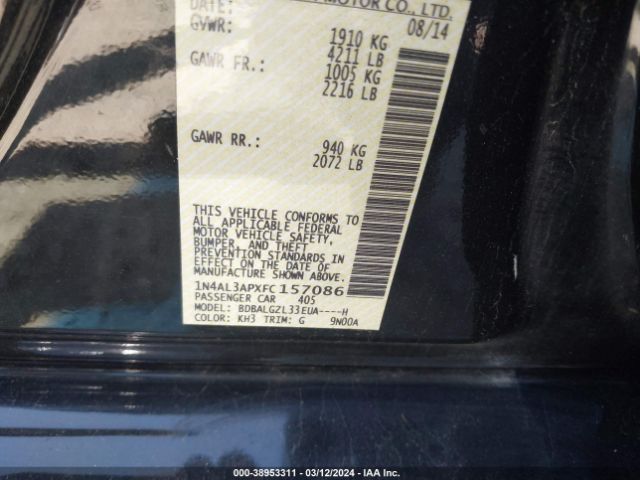 MOTOR CO., LTD.
DATE: 08/14
GVWR: 1910 KG
4211 LB
GAWR FR.: 1005 KG
2216 LB
GAWR RR.: 940 KG
2072 LB
THIS VEHICLE CONFORMS TO
ALL APPLICABLE FEDERAL
MOTOR VEHICLE SAFETY,
BUMPER, AND THEFT
PREVENTION STANDARDS
IN EFFECT ON THE DATE OF
MANUFACTURE SHOWN ABOVE.
1N4AL3APXFC157086
PASSENGER CAR 405
MODEL: BDBALGZL33EUA----H
COLOR: KH3 TRIM: G 9N00A
000-38953311 - 03/12/2024 - IAA Inc.